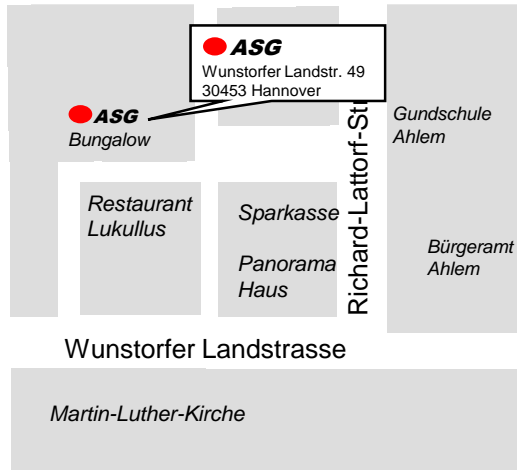 ASG
Wunstorfer Landstr. 49
30453 Hannover
ASG
Bungalow
Gundschule
Ahlem
Restaurant
Lukullus
Sparkasse
Panorama
Haus
Richard-Lattorf-Str
Bürgeramt
Ahlem
Wunstorfer Landstrasse
Martin-Luther-Kirche